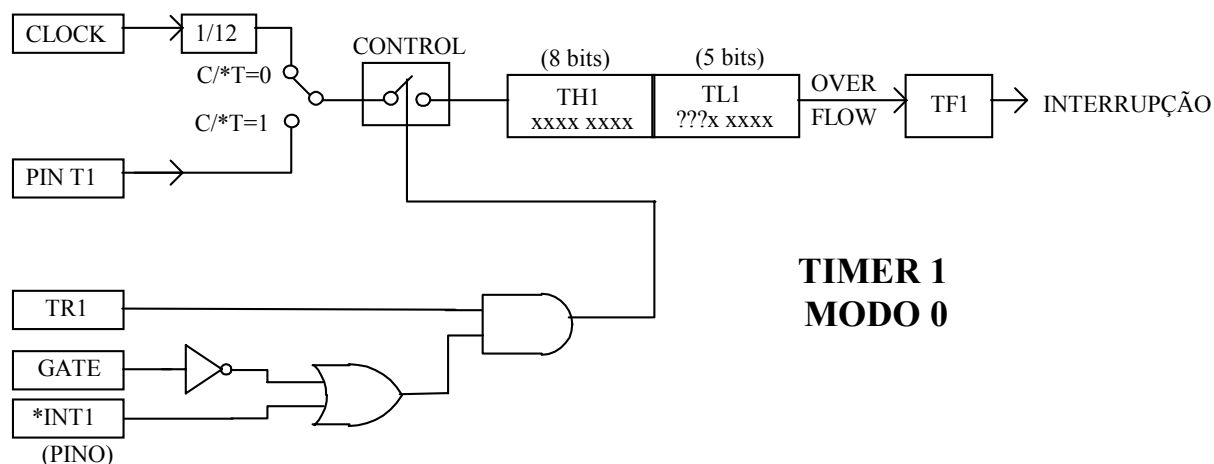 CLOCK
1/12
C/*T=0
C/*T=1
CONTROL
(8 bits)
TH1
xxxx xxxx
(5 bits)
TL1
???x xxxx
OVER
FLOW
TF1
INTERRUPÇÃO
PIN T1
TIMER 1
MODO 0
TR1
GATE
*INT1
(PINO)